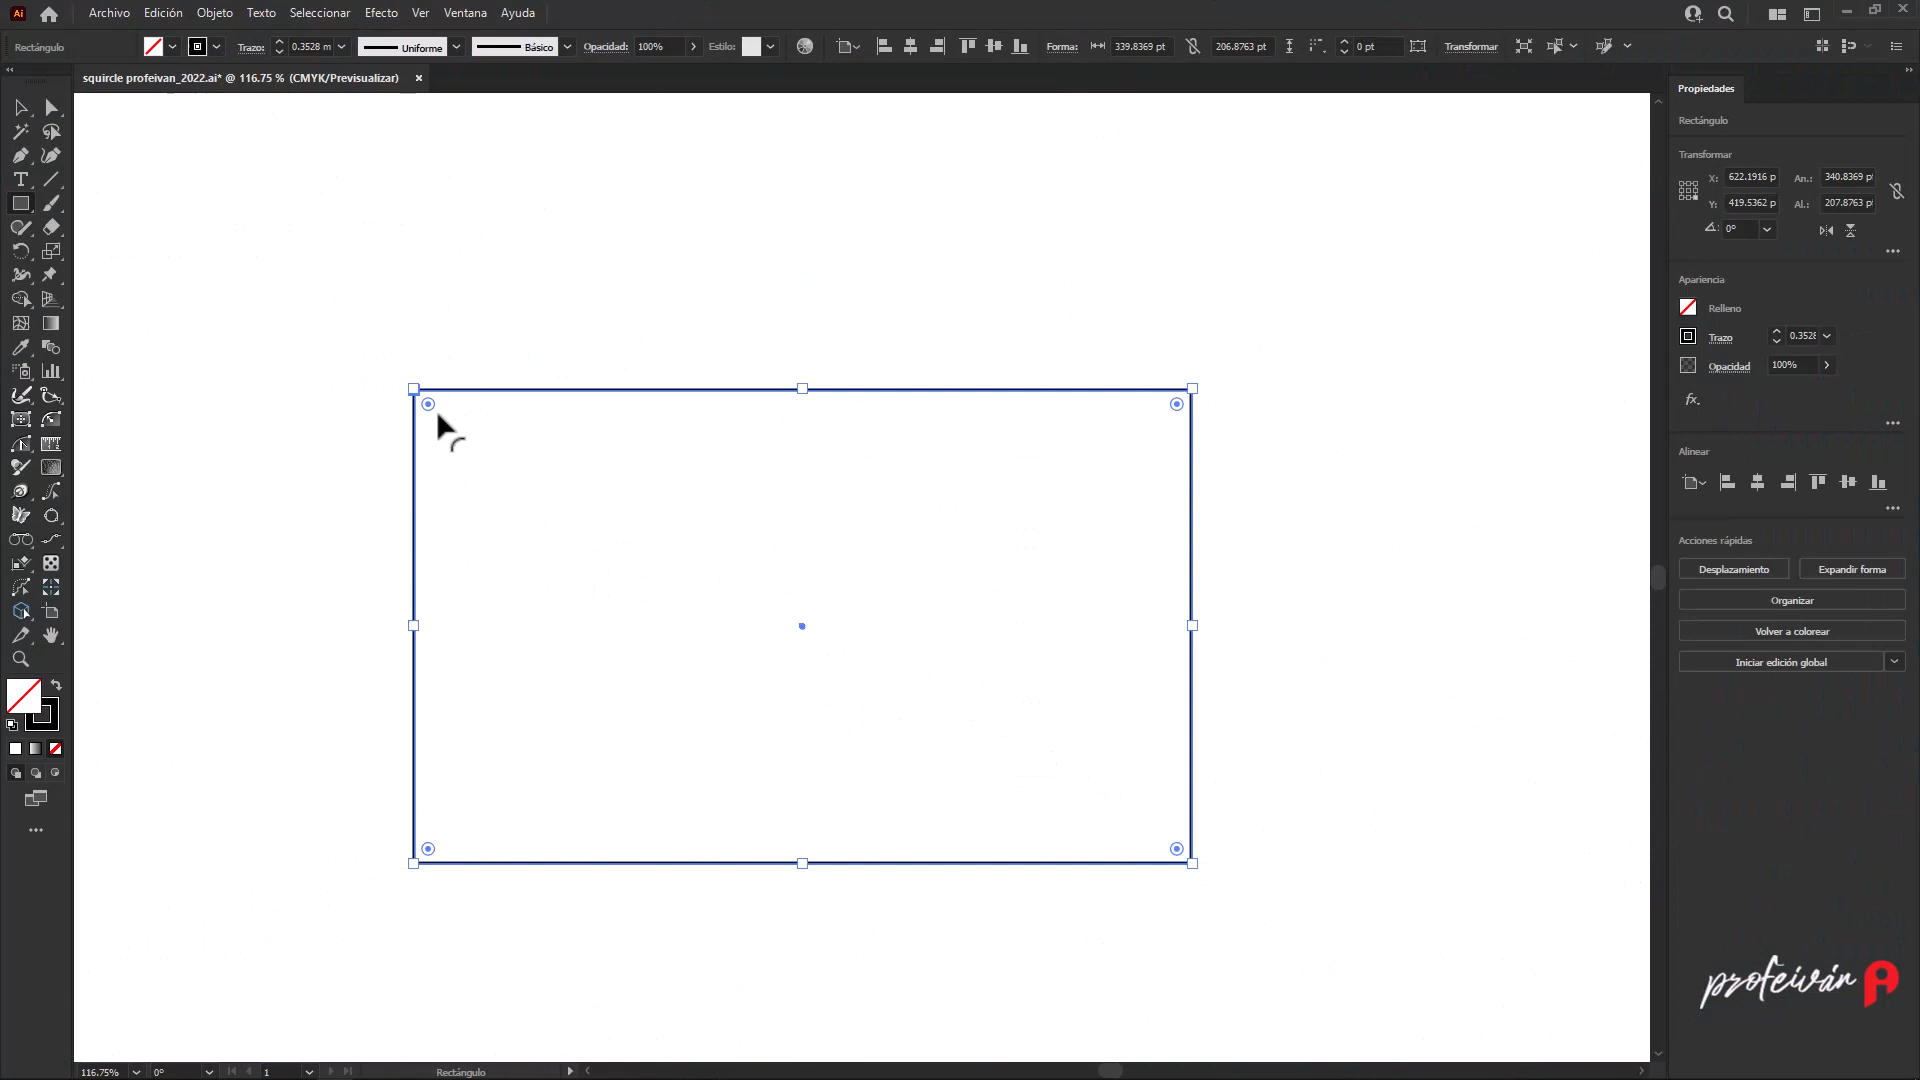 Ai Archivo Edición Objeto Texto Seleccionar Efecto Ver Ventana Ayuda
Rectángulo Trazo: 0.3528 m Uniforme Básico Opacidad: 100% Estilo: Forma: 339.8369 pt 206.8763 pt 0 pt Transformar
squircle profeivan_2022.ai* @ 116.75 % (CMYK/Previsualizar) ×
Propiedades
Rectángulo
Transformar
X: 622.1916 p An.: 340.8369 p
Y: 419.5362 p Al.: 207.8763 p
0°
Apariencia
Relleno
Trazo 0.3528
Opacidad 100%
fx.
Alinear
Acciones rápidas
Desplazamiento Expandir forma
Organizar
Volver a colorear
Iniciar edición global
profeiván
116.75% 0° 1 Rectángulo